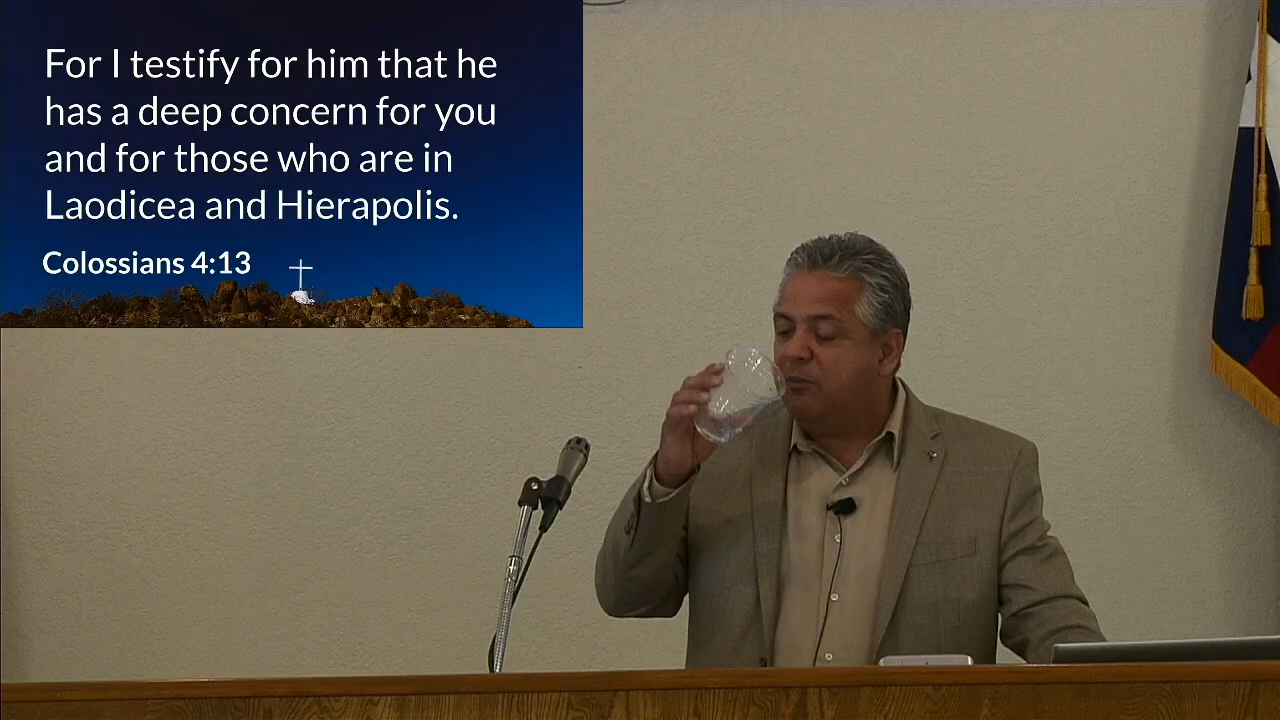 For I testify for him that he
has a deep concern for you
and for those who are in
Laodicea and Hierapolis.
Colossians 4:13